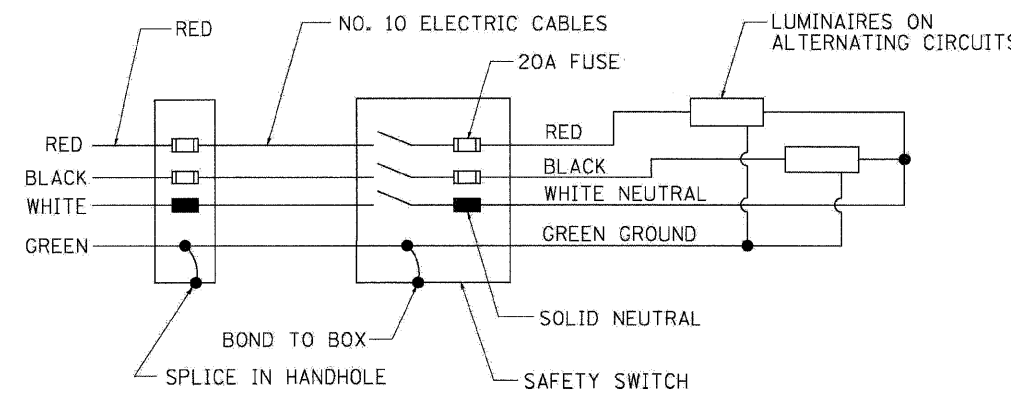 RED
NO. 10 ELECTRIC CABLES
LUMINAIRES ON
ALTERNATING CIRCUITS
20A FUSE
RED
RED
BLACK
BLACK
WHITE NEUTRAL
WHITE
GREEN GROUND
GREEN
SOLID NEUTRAL
BOND TO BOX
SPLICE IN HANDHOLE
SAFETY SWITCH